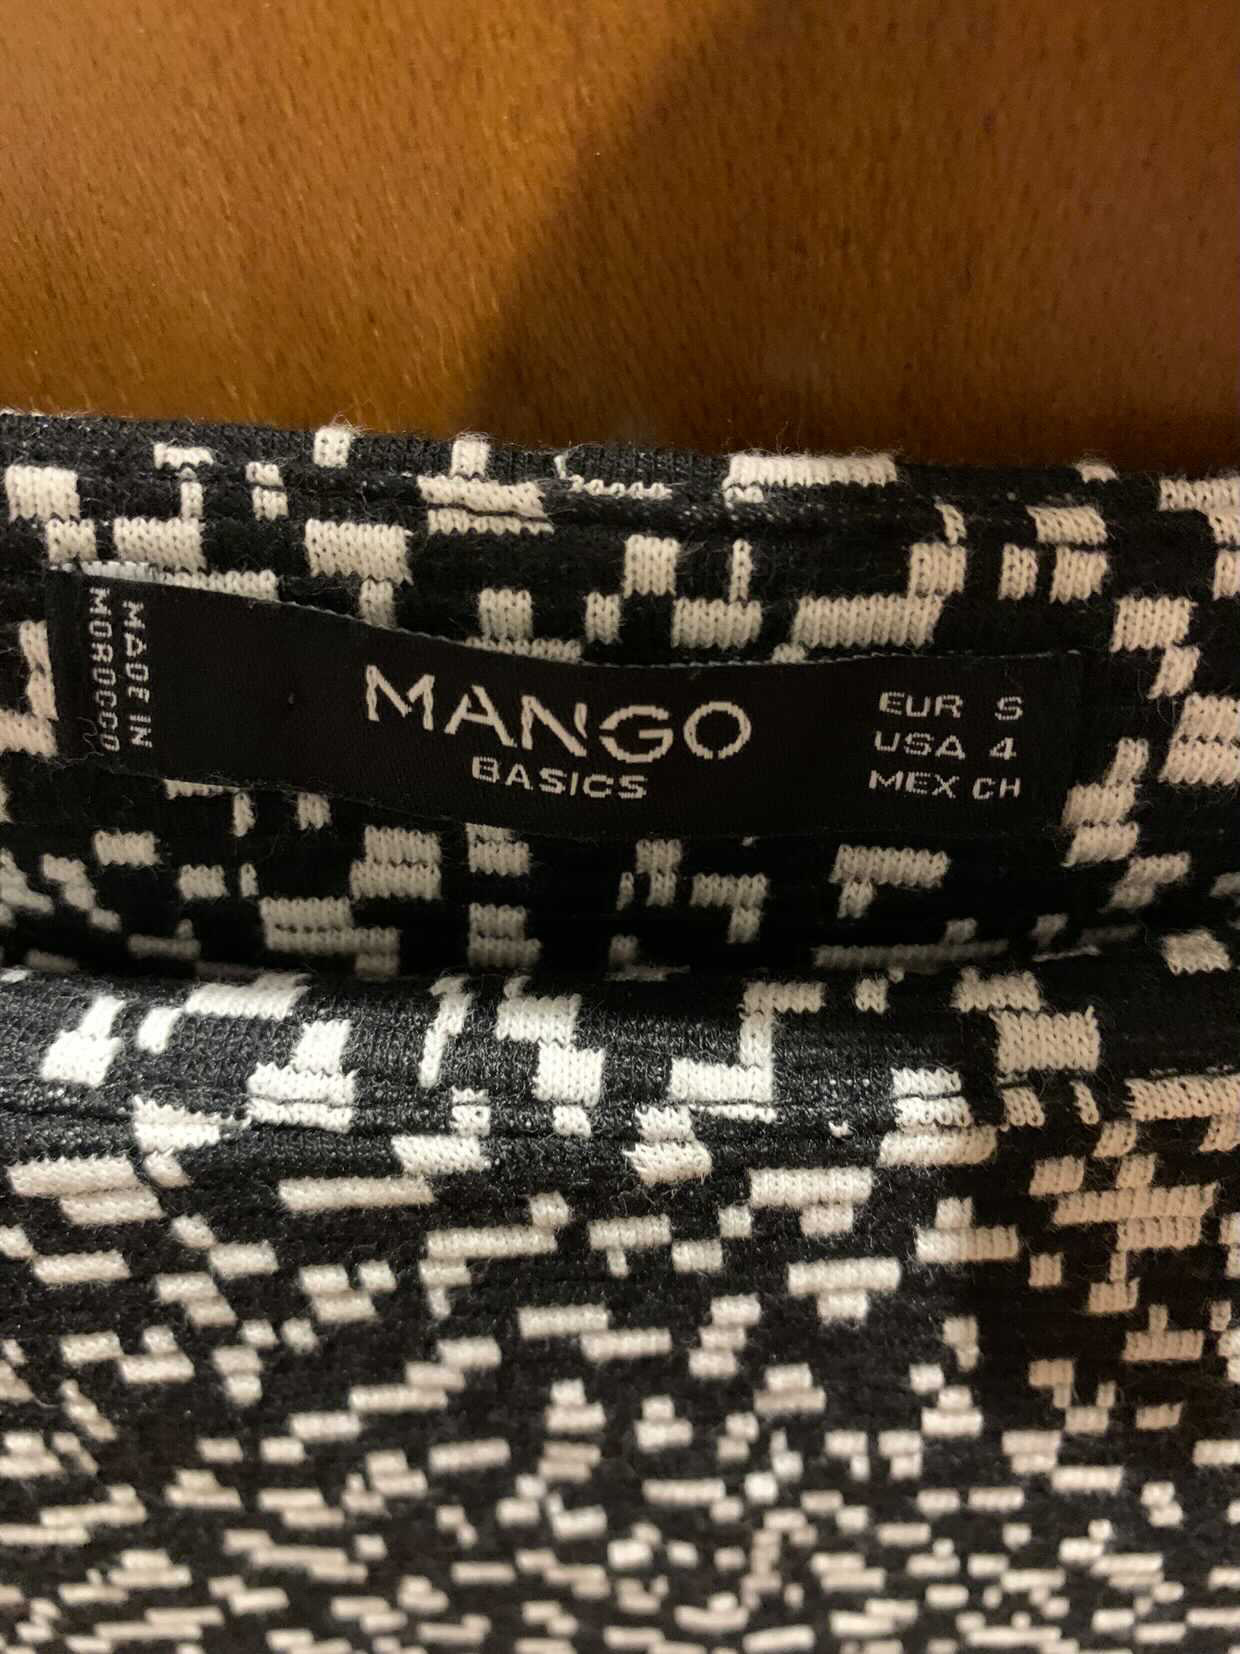 MADE IN
MOROCCO
MANGO
BASICS
EUR S
USA 4
MEX CH